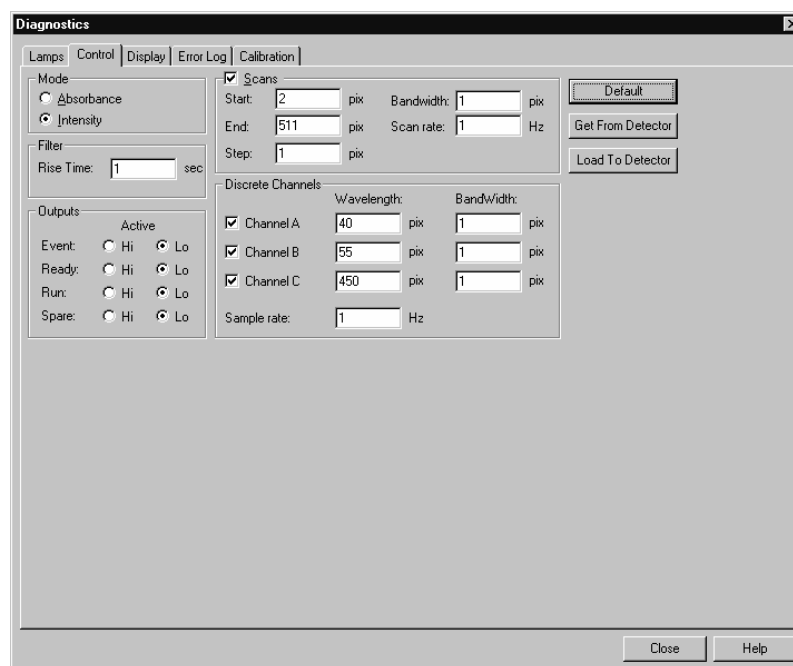 Diagnostics
Lamps Control Display Error Log Calibration
Mode
Absorbance
Intensity
Filter
Rise Time: 1 sec
Outputs
Active
Event: Hi Lo
Ready: Hi Lo
Run: Hi Lo
Spare: Hi Lo
Scans
Start: 2 pix Bandwidth: 1 pix
End: 511 pix Scan rate: 1 Hz
Step: 1 pix
Discrete Channels
Wavelength: BandWidth:
Channel A 40 pix 1 pix
Channel B 55 pix 1 pix
Channel C 450 pix 1 pix
Sample rate: 1 Hz
Default
Get From Detector
Load To Detector
Close Help